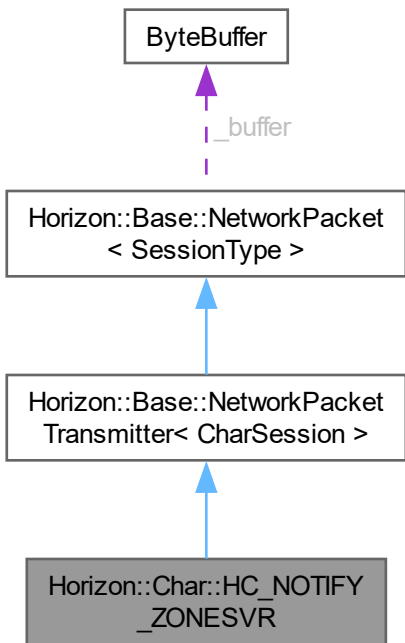 ByteBuffer
_buffer
Horizon::Base::NetworkPacket
< SessionType >
Horizon::Base::NetworkPacket
Transmitter< CharSession >
Horizon::Char::HC_NOTIFY
_ZONESVR